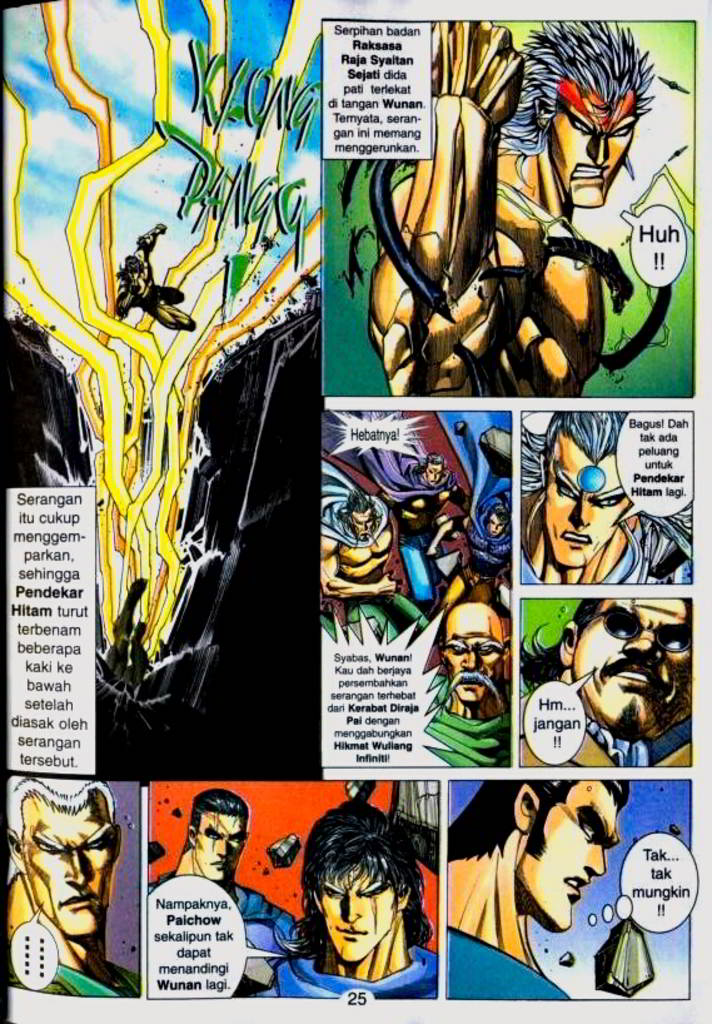 KLONG
DANGG
!
Serangan
itu cukup
menggem-
parkan,
sehingga
Pendekar
Hitam turut
terbenam
beberapa
kaki ke
bawah
setelah
diasak oleh
serangan
tersebut.
Serpihan badan
Raksasa
Raja Syaitan
Sejati dida
pati terlekat
di tangan Wunan.
Ternyata, seran-
gan ini memang
menggerunkan.
Huh
!!
Hebatnya!
Syabas, Wunan!
Kau dah berjaya
persembahkan
serangan terhebat
dari Kerabat Diraja
Pai dengan
menggabungkan
Hikmat Wuliang
Infiniti!
Bagus! Dah
tak ada
peluang
untuk
Pendekar
Hitam lagi.
Hm...
jangan
!!
Nampaknya,
Paichow
sekalipun tak
dapat
menandingi
Wunan lagi.
Tak...
tak
mungkin
!!
25